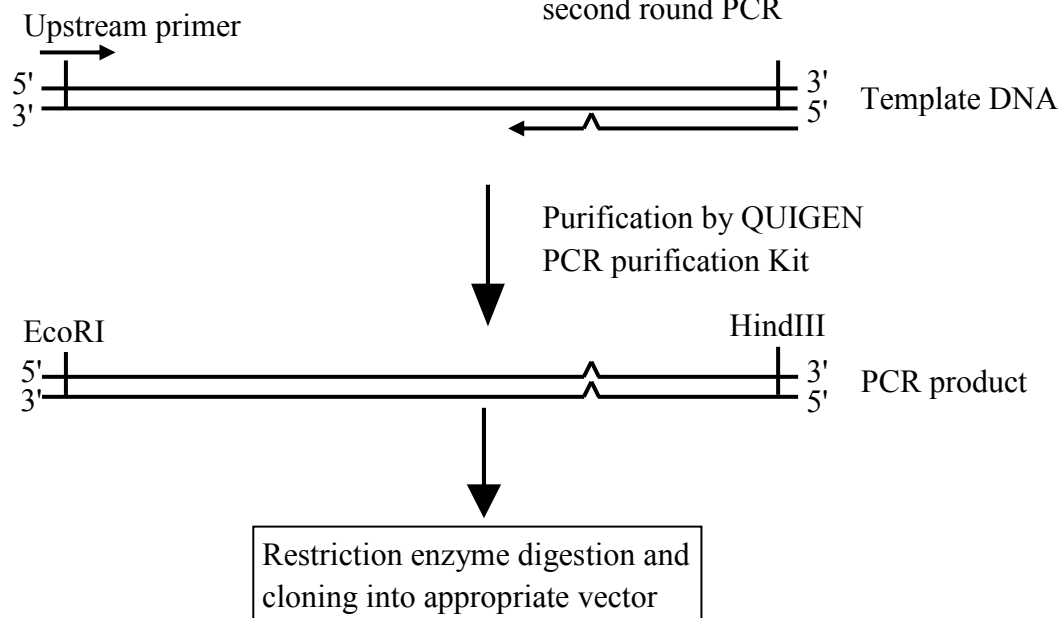 second round PCR
Upstream primer
5' 3'
3' 5'
Template DNA
Purification by QUIGEN
PCR purification Kit
EcoRI HindIII
5' 3'
3' 5'
PCR product
Restriction enzyme digestion and
cloning into appropriate vector